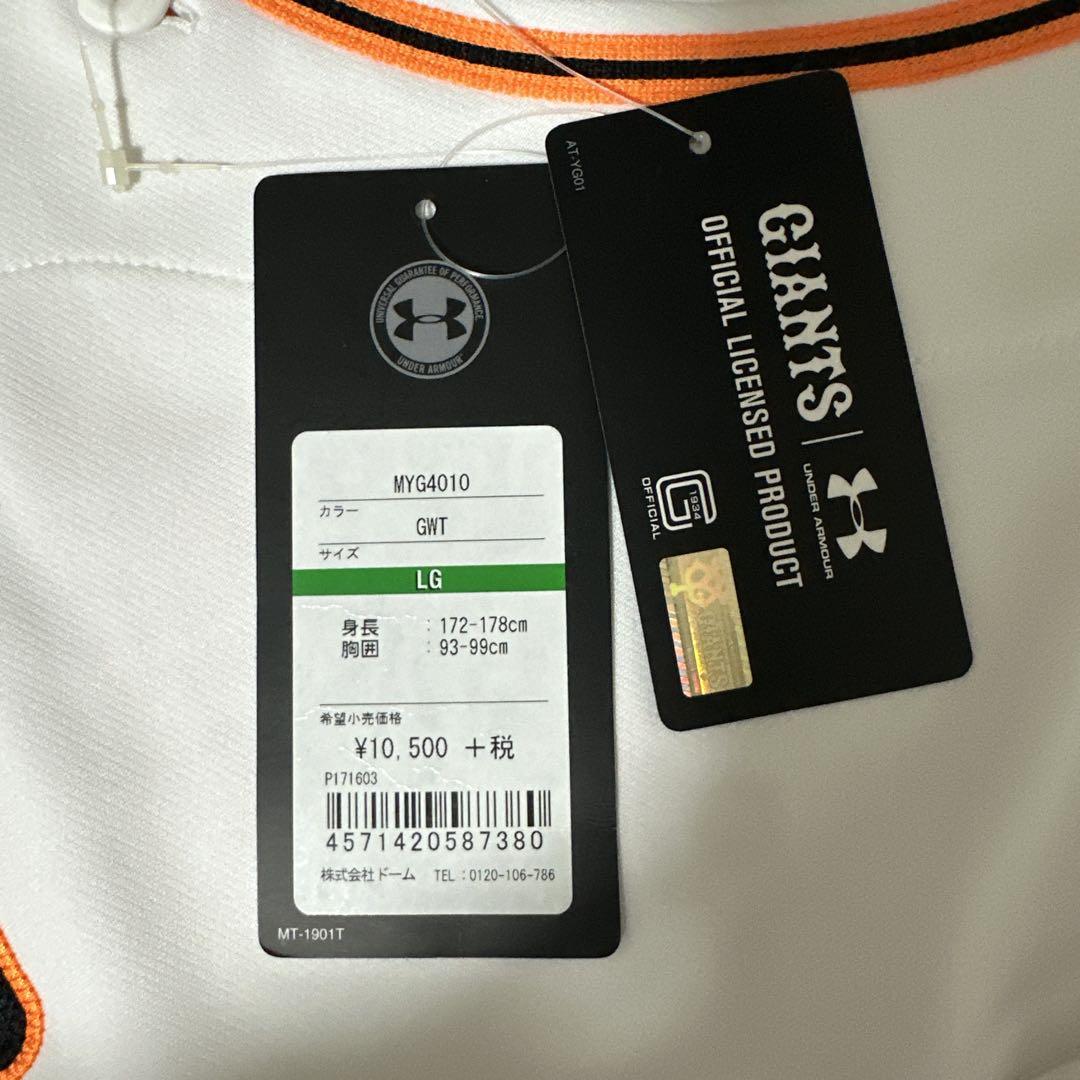 UNIVERSAL GUARANTEE OF PERFORMANCE
UNDER ARMOUR
MYG4010
カラー
GWT
サイズ
LG
身長 : 172-178cm
胸囲 : 93-99cm
希望小売価格
¥10,500 +税
P171603
4571420587380
株式会社ドーム TEL:0120-106-786
MT-1901T
AT-YG01
GIANTS
UNDER ARMOUR
OFFICIAL LICENSED PRODUCT
1934
OFFICIAL
GIANTS